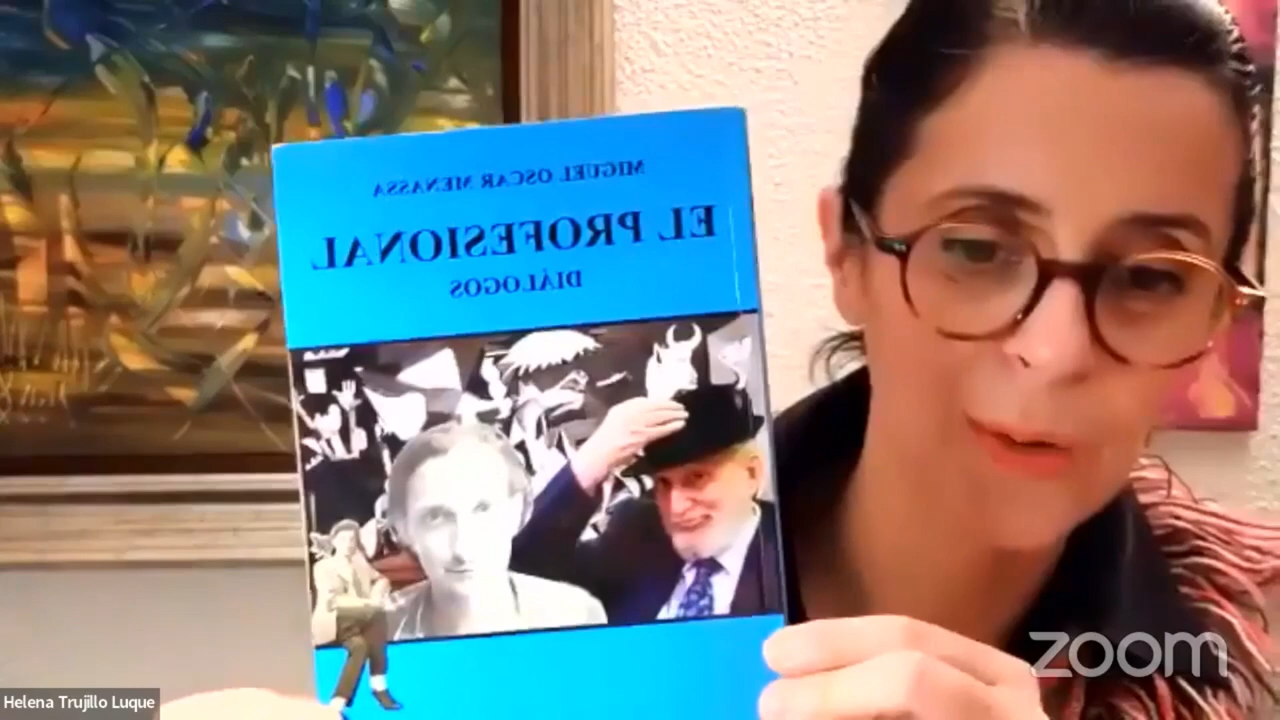 MIGUEL OSCAR MENASSA
EL PROFESIONAL
DIÁLOGOS
zoom
Helena Trujillo Luque